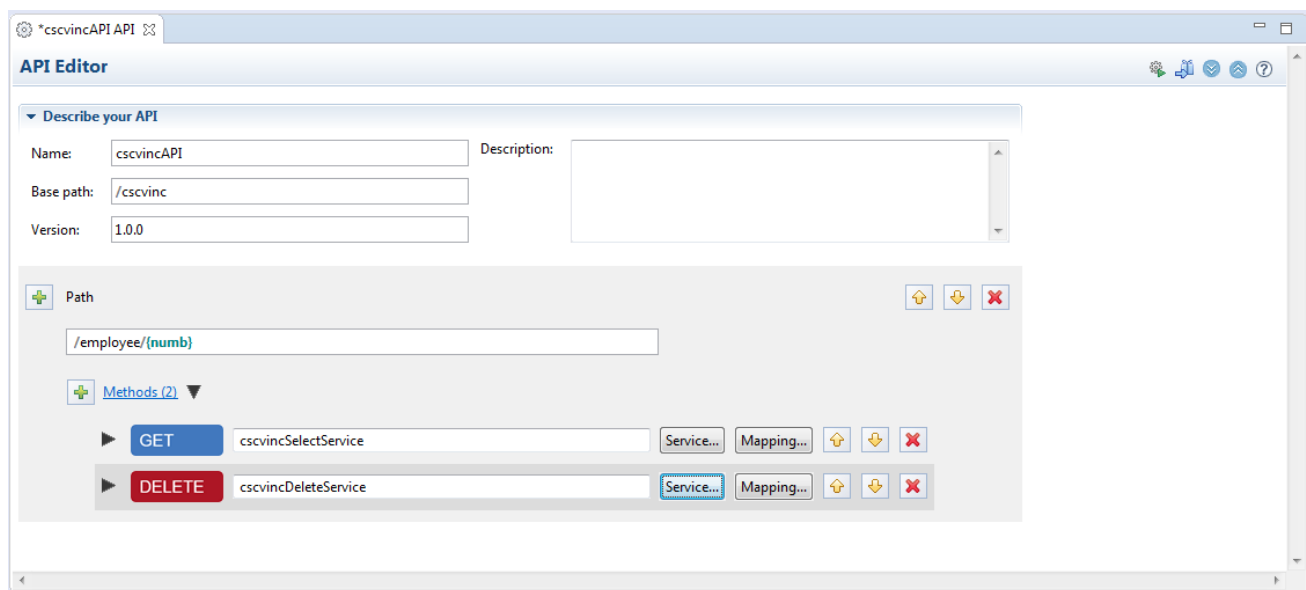 *cscvincAPI API
API Editor
Describe your API
Name: cscvincAPI Description:
Base path: /cscvinc
Version: 1.0.0
Path
/employee/{numb}
Methods (2)
GET cscvincSelectService Service... Mapping...
DELETE cscvincDeleteService Service... Mapping...